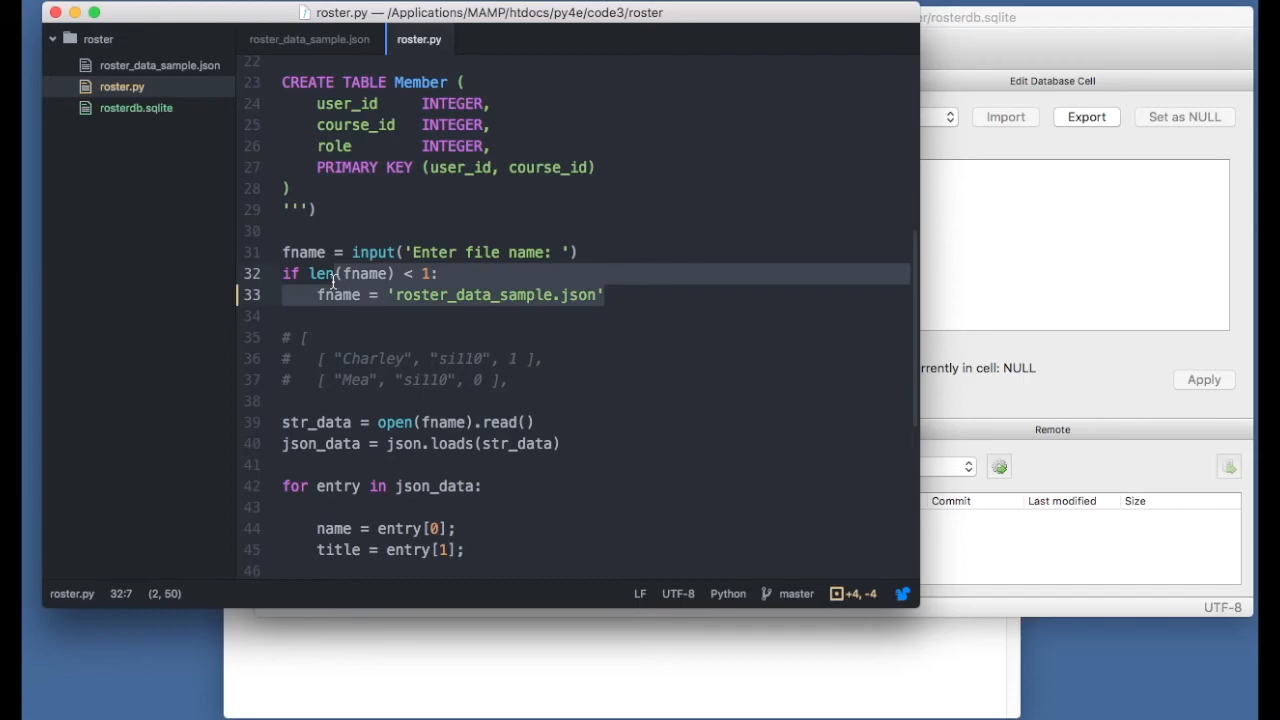 roster.py — /Applications/MAMP/htdocs/py4e/code3/roster
/rosterdb.sqlite
roster
roster_data_sample.json
roster.py
roster_data_sample.json
roster.py
rosterdb.sqlite
22
23 CREATE TABLE Member (
24 user_id INTEGER,
25 course_id INTEGER,
26 role INTEGER,
27 PRIMARY KEY (user_id, course_id)
28 )
29 ''')
30
31 fname = input('Enter file name: ')
32 if len(fname) < 1:
33 fname = 'roster_data_sample.json'
34
35 # [
36 # [ "Charley", "si110", 1 ],
37 # [ "Mea", "si110", 0 ],
38
39 str_data = open(fname).read()
40 json_data = json.loads(str_data)
41
42 for entry in json_data:
43
44 name = entry[0];
45 title = entry[1];
46
roster.py 32:7 (2, 50)
LF UTF-8 Python master +4, -4
Edit Database Cell
Import Export Set as NULL
rrently in cell: NULL
Apply
Remote
Commit Last modified Size
UTF-8